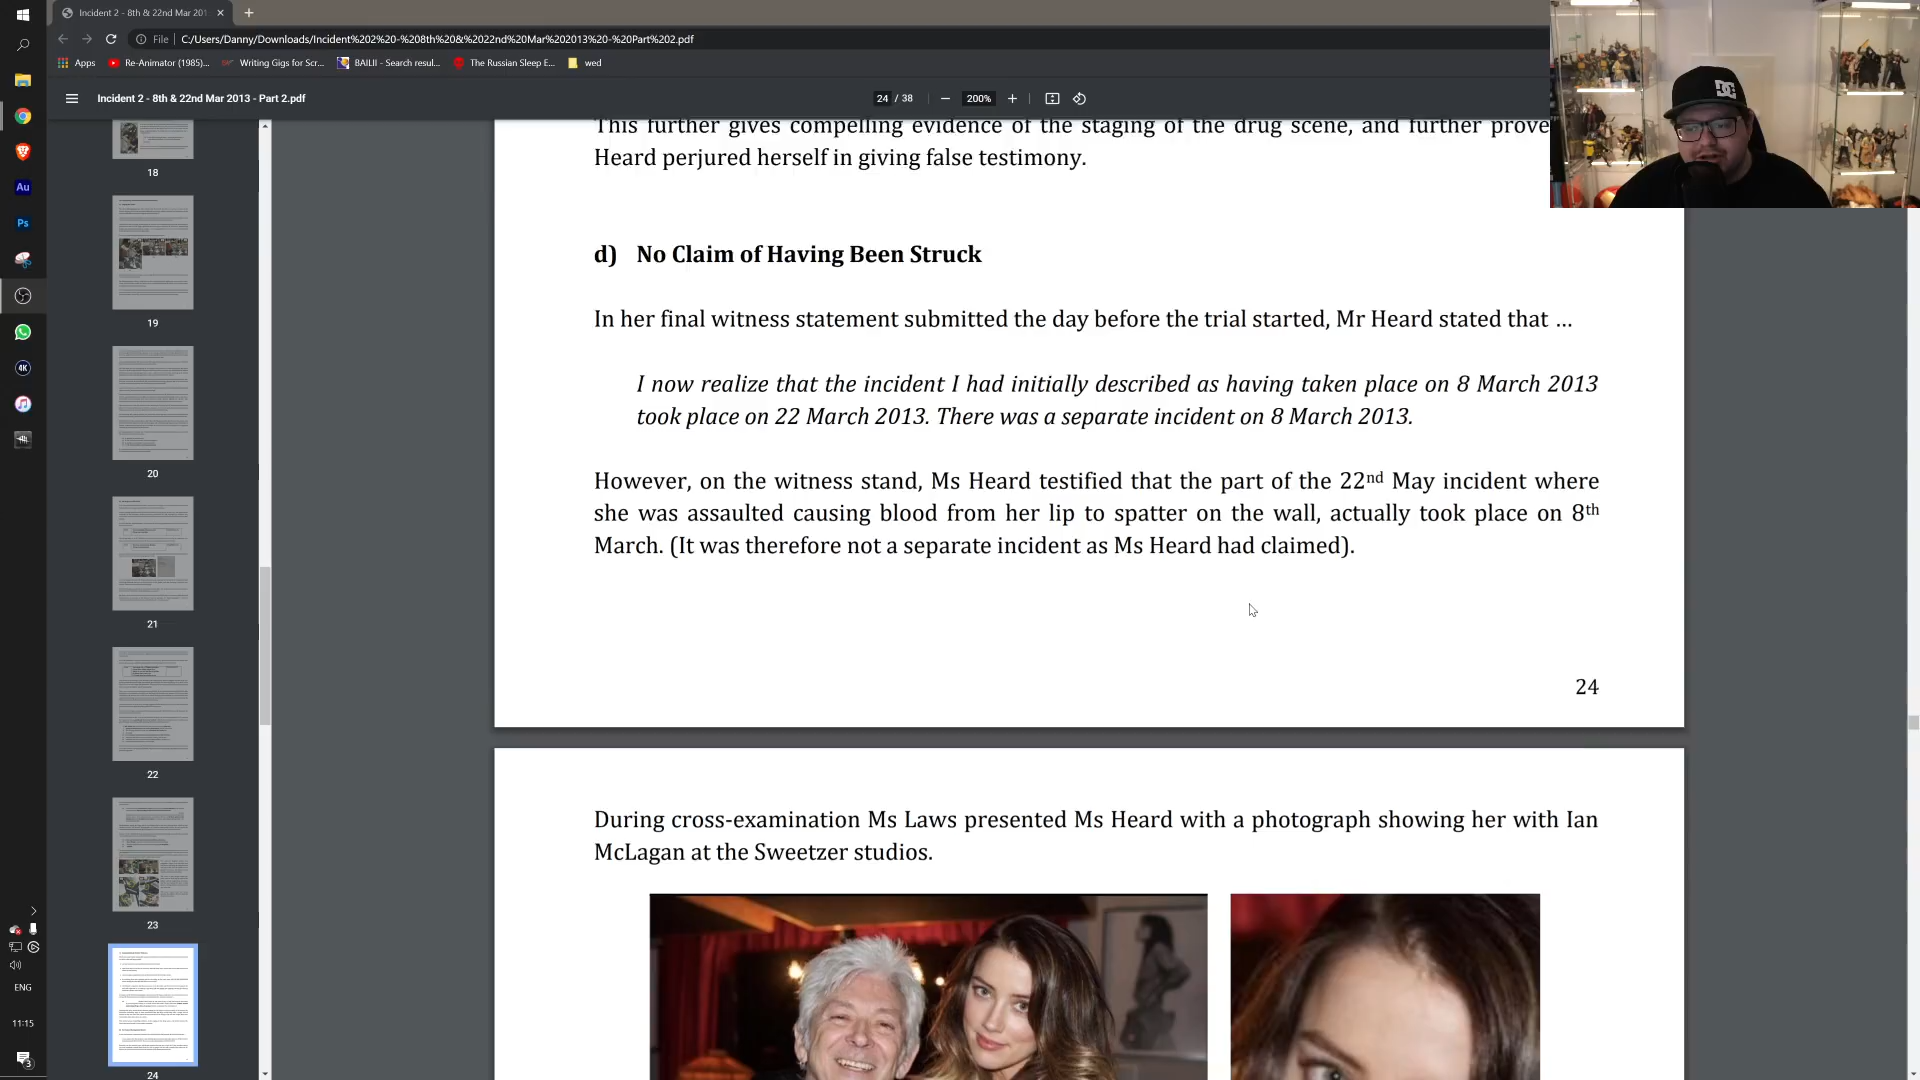 Incident 2 - 8th & 22nd Mar 201
File | C:/Users/Danny/Downloads/Incident%202%20-%208th%20&%2022nd%20Mar%202013%20-%20Part%202.pdf
Apps Re-Animator (1985)... Writing Gigs for Scr... BAILII - Search resul... The Russian Sleep E... wed
Incident 2 - 8th & 22nd Mar 2013 - Part 2.pdf 24 / 38 200%
This further gives compelling evidence of the staging of the drug scene, and further prove
Heard perjured herself in giving false testimony.
d) No Claim of Having Been Struck
In her final witness statement submitted the day before the trial started, Mr Heard stated that ...
I now realize that the incident I had initially described as having taken place on 8 March 2013
took place on 22 March 2013. There was a separate incident on 8 March 2013.
However, on the witness stand, Ms Heard testified that the part of the 22nd May incident where
she was assaulted causing blood from her lip to spatter on the wall, actually took place on 8th
March. (It was therefore not a separate incident as Ms Heard had claimed).
24
During cross-examination Ms Laws presented Ms Heard with a photograph showing her with Ian
McLagan at the Sweetzer studios.
18
19
20
21
22
23
24
Au
Ps
4K
ENG
11:15
3
DC